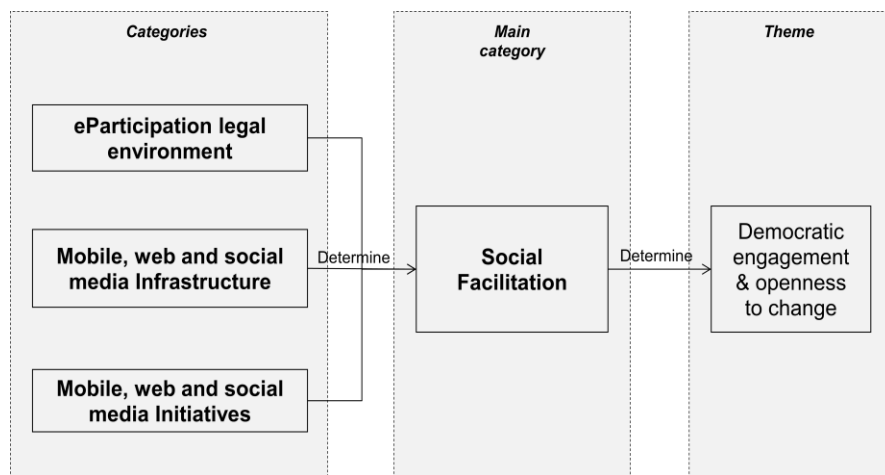 Categories
eParticipation legal
environment
Mobile, web and social
media Infrastructure
Mobile, web and social
media Initiatives
Determine
Main
category
Social
Facilitation
Determine
Theme
Democratic
engagement
& openness
to change